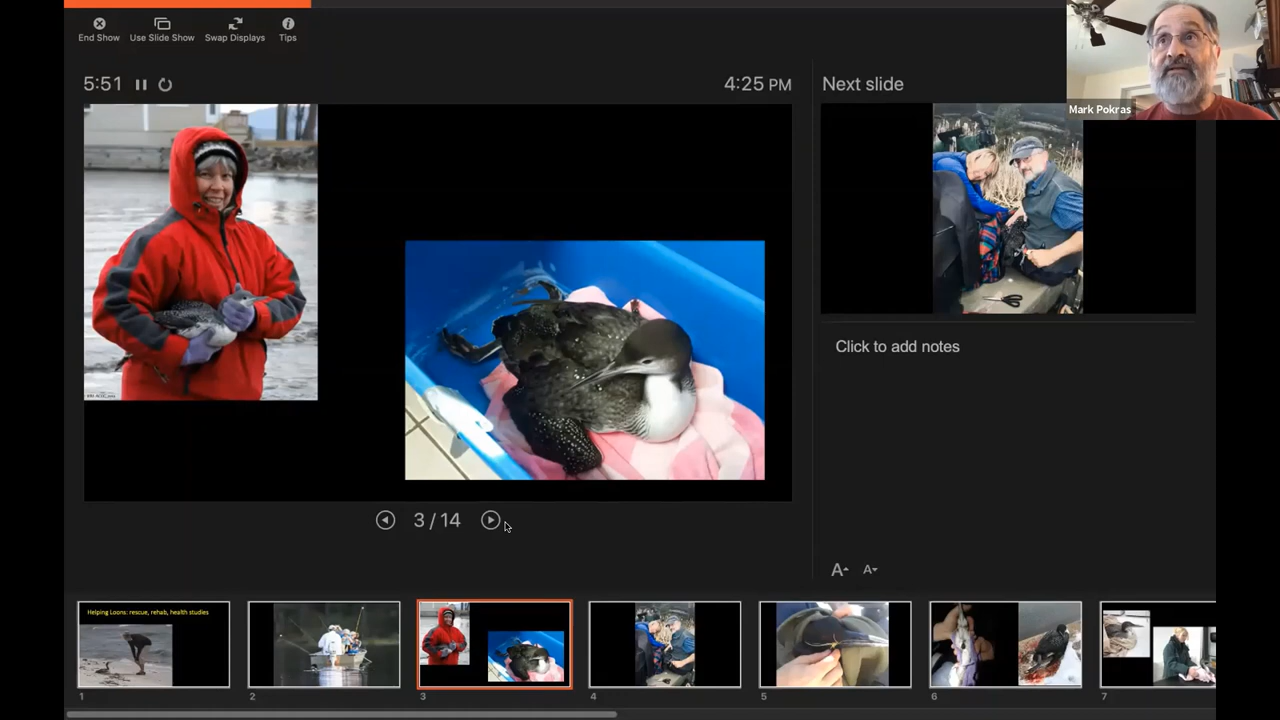 End Show
Use Slide Show
Swap Displays
Tips
5:51
4:25 PM
Next slide
Mark Pokras
Click to add notes
3 / 14
A
A
Helping Loons: rescue, rehab, health studies
1
2
3
4
5
6
7